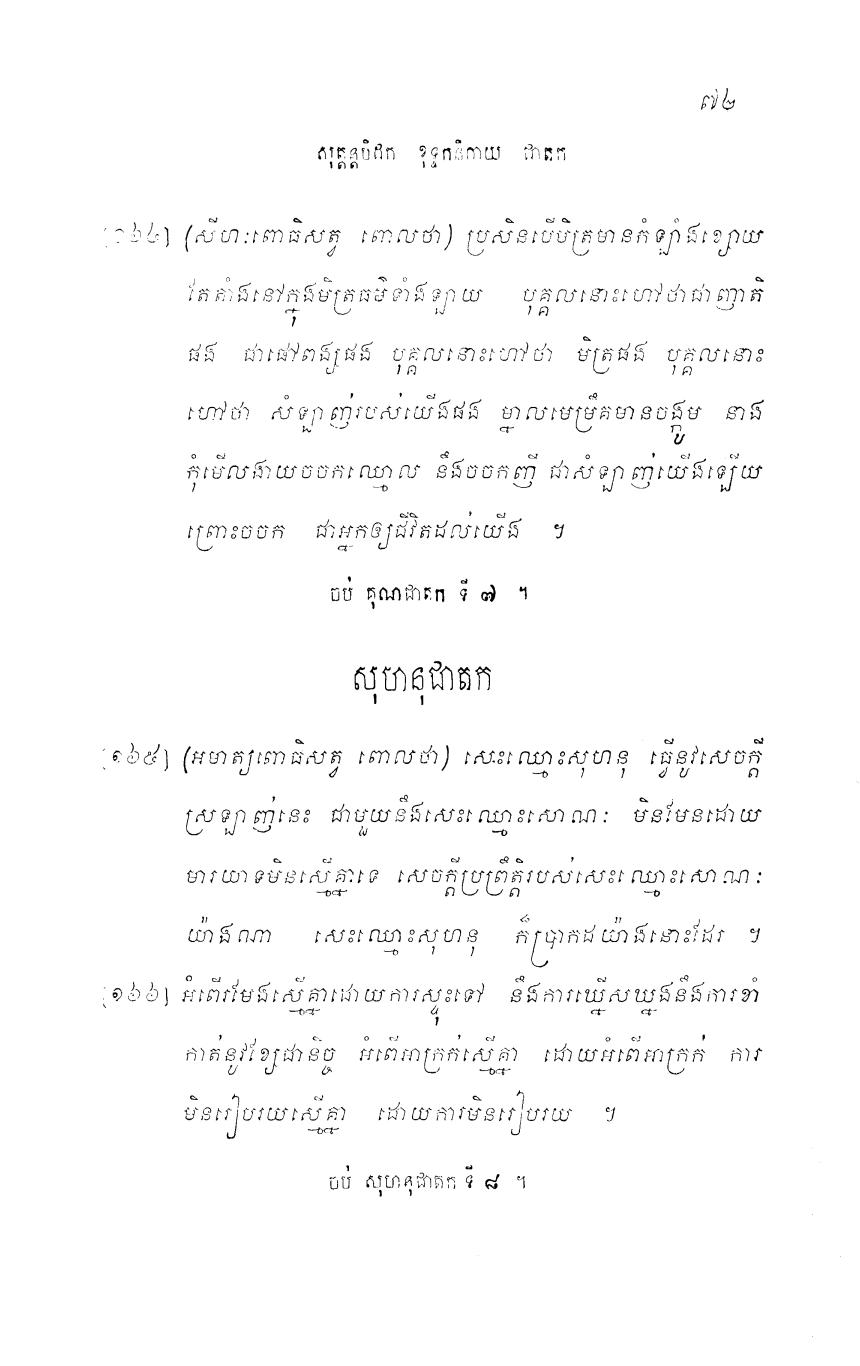 ៧២
សុត្តន្តបិដក ខុទ្ទកនិកាយ ជាតក
[១៦៤] (សីហៈពោធិសត្វ ពោលថា) ប្រសិនបើមិត្រមានកំឡាំងខ្សោយ
តែតាំងនៅក្នុងមិត្រធម៌ទាំងឡាយ បុគ្គលនោះហៅថាជាញាតិ
ផង ជាផៅពង្សផង បុគ្គលនោះហៅថា មិត្រផង បុគ្គលនោះ
ហៅថា សំឡាញ់របស់យើងផង ម្នាលមេម្រឹគមានចង្កូម នាង
កុំមើលងាយចចកឈ្មោល នឹងចចកញី ជាសំឡាញ់យើងឡើយ
ព្រោះចចក ជាអ្នកឲ្យជីវិតដល់យើង ។
ចប់ គុណជាតក ទី ៧ ។
សុហនុជាតក
[១៦៥] (អមាត្យពោធិសត្វ ពោលថា) សេះឈ្មោះសុហនុ ធ្វើនូវសេចក្តី
ស្រឡាញ់នេះ ជាមួយនឹងសេះឈ្មោះសោណៈ មិនមែនដោយ
មារយាទមិនស្មើគ្នាទេ សេចក្តីប្រព្រឹត្តិរបស់សេះឈ្មោះសោណៈ
យ៉ាងណា សេះឈ្មោះសុហនុ ក៏ប្រាកដយ៉ាងនោះដែរ ។
[១៦៦] អំពើរមែងស្មើគ្នាដោយការស្ទុះទៅ នឹងការឃ្នើសឃ្នងនឹងការខាំ
កាត់នូវខ្សែជានិច្ច អំពើអាក្រក់ស្មើគ្នា ដោយអំពើអាក្រក់ ការ
មិនរៀបរយស្មើគ្នា ដោយការមិនរៀបរយ ។
ចប់ សុហនុជាតក ទី ៨ ។